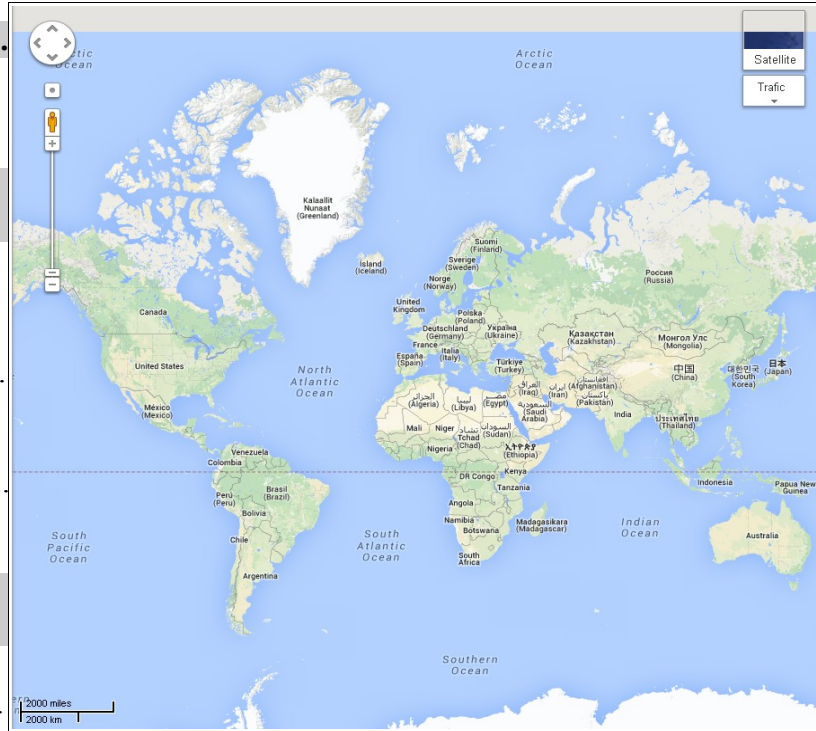 ctic
Ocean
Arctic
Ocean
Satellite
Trafic
Kalaallit
Nunaat
(Greenland)
Suomi
(Finland)
Ísland
(Iceland)
Sverige
(Sweden)
Norge
(Norway)
Россия
(Russia)
Canada
United
Kingdom
Polska
(Poland)
Deutschland
(Germany)
Україна
(Ukraine)
Қазақстан
(Kazakhstan)
Монгол Улс
(Mongolia)
France
Italia
(Italy)
España
(Spain)
Türkiye
(Turkey)
United States
North
Atlantic
Ocean
中国
(China)
대한민국
(South
Korea)
日本
(Japan)
العراق
(Iraq)
ایران
(Iran)
افغانستان
(Afghanistan)
پاکستان
(Pakistan)
الجزائر
(Algeria)
ليبيا
(Libya)
مصر
(Egypt)
السعودية
(Saudi
Arabia)
México
(Mexico)
Mali
Niger
تشاد
Tchad
(Chad)
السودان
(Sudan)
India
ประเทศไทย
(Thailand)
Nigeria
ኢትዮጵያ
(Ethiopia)
Venezuela
Colombia
DR Congo
Kenya
Tanzania
Indonesia
Papua New
Guinea
Perú
(Peru)
Brasil
(Brazil)
Bolivia
Angola
Namibia
Botswana
Madagasikara
(Madagascar)
Indian
Ocean
South
Pacific
Ocean
Chile
South
Atlantic
Ocean
South
Africa
Australia
Argentina
Southern
Ocean
2000 miles
2000 km